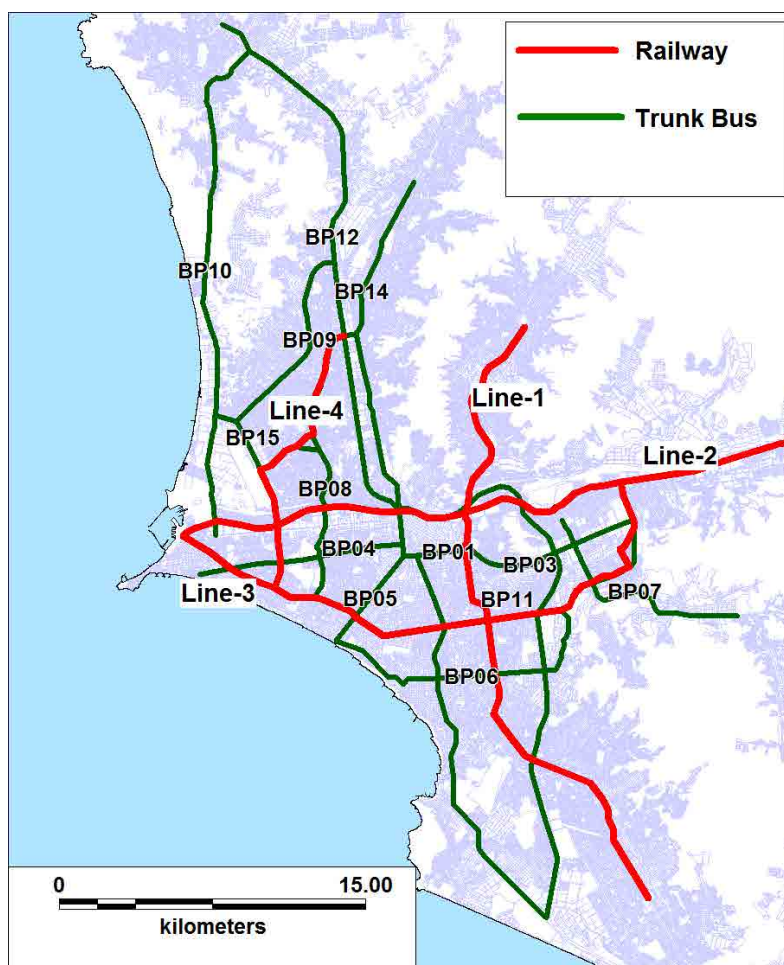 Railway
Trunk Bus
BP12
BP10
BP14
BP09
Line-1
Line-4
BP15
Line-2
BP08
BP04
BP01
BP03
Line-3
BP05
BP11
BP07
BP06
0 15.00
kilometers